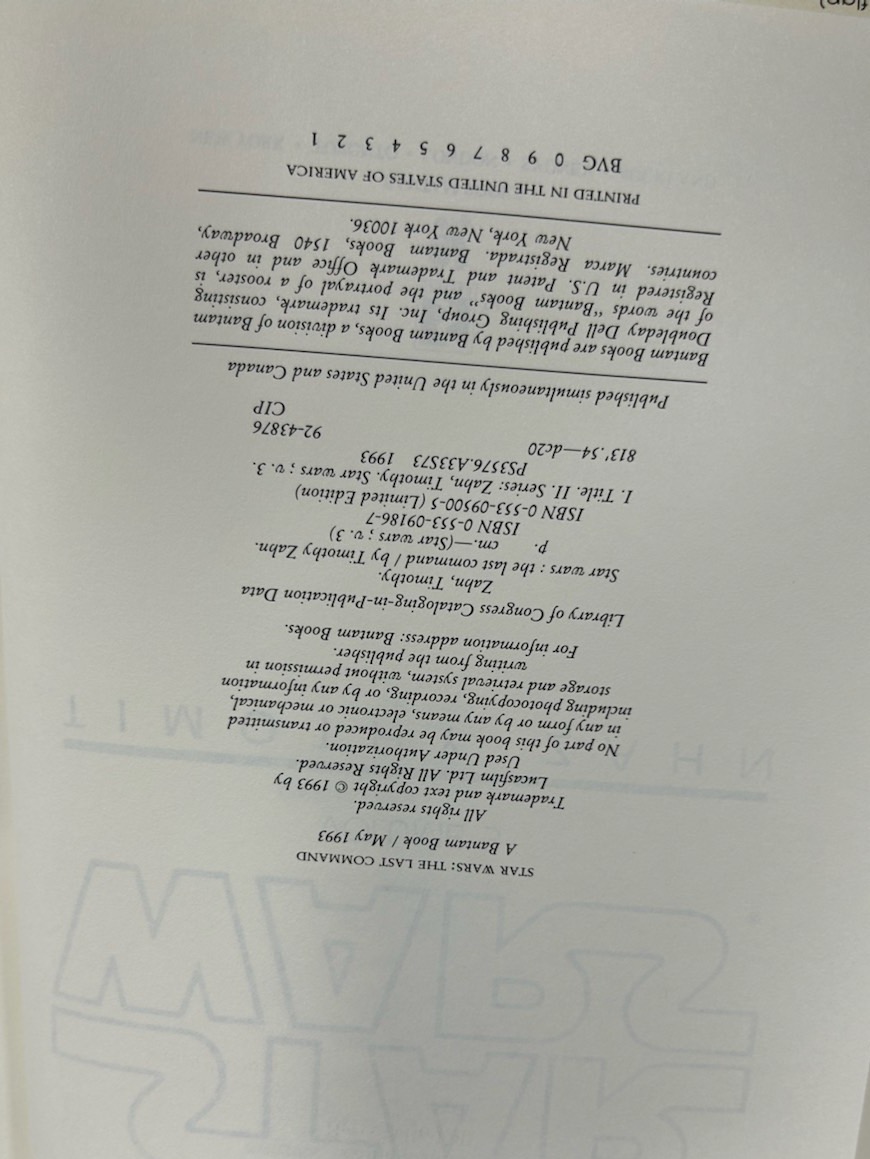 STAR WARS: THE LAST COMMAND
A Bantam Book / May 1993
All rights reserved.
Trademark and text copyright © 1993 by
Lucasfilm Ltd. All Rights Reserved.
Used Under Authorization.
No part of this book may be reproduced or transmitted
in any form or by any means, electronic or mechanical,
including photocopying, recording, or by any information
storage and retrieval system, without permission in
writing from the publisher.
For information address: Bantam Books.
Library of Congress Cataloging-in-Publication Data
Zahn, Timothy.
Star wars : the last command / by Timothy Zahn.
p. cm.—(Star wars ; v. 3)
ISBN 0-553-09186-7
ISBN 0-553-09500-5 (Limited Edition)
I. Title. II. Series: Zahn, Timothy. Star wars ; v. 3.
PS3576.A33S73 1993
813'.54—dc20 92-43876
CIP
Published simultaneously in the United States and Canada
Bantam Books are published by Bantam Books, a division of Bantam
Doubleday Dell Publishing Group, Inc. Its trademark, consisting
of the words "Bantam Books" and the portrayal of a rooster, is
Registered in U.S. Patent and Trademark Office and in other
countries. Marca Registrada. Bantam Books, 1540 Broadway,
New York, New York 10036.
PRINTED IN THE UNITED STATES OF AMERICA
BVG 0 9 8 7 6 5 4 3 2 1
STAR
WARS
flap)